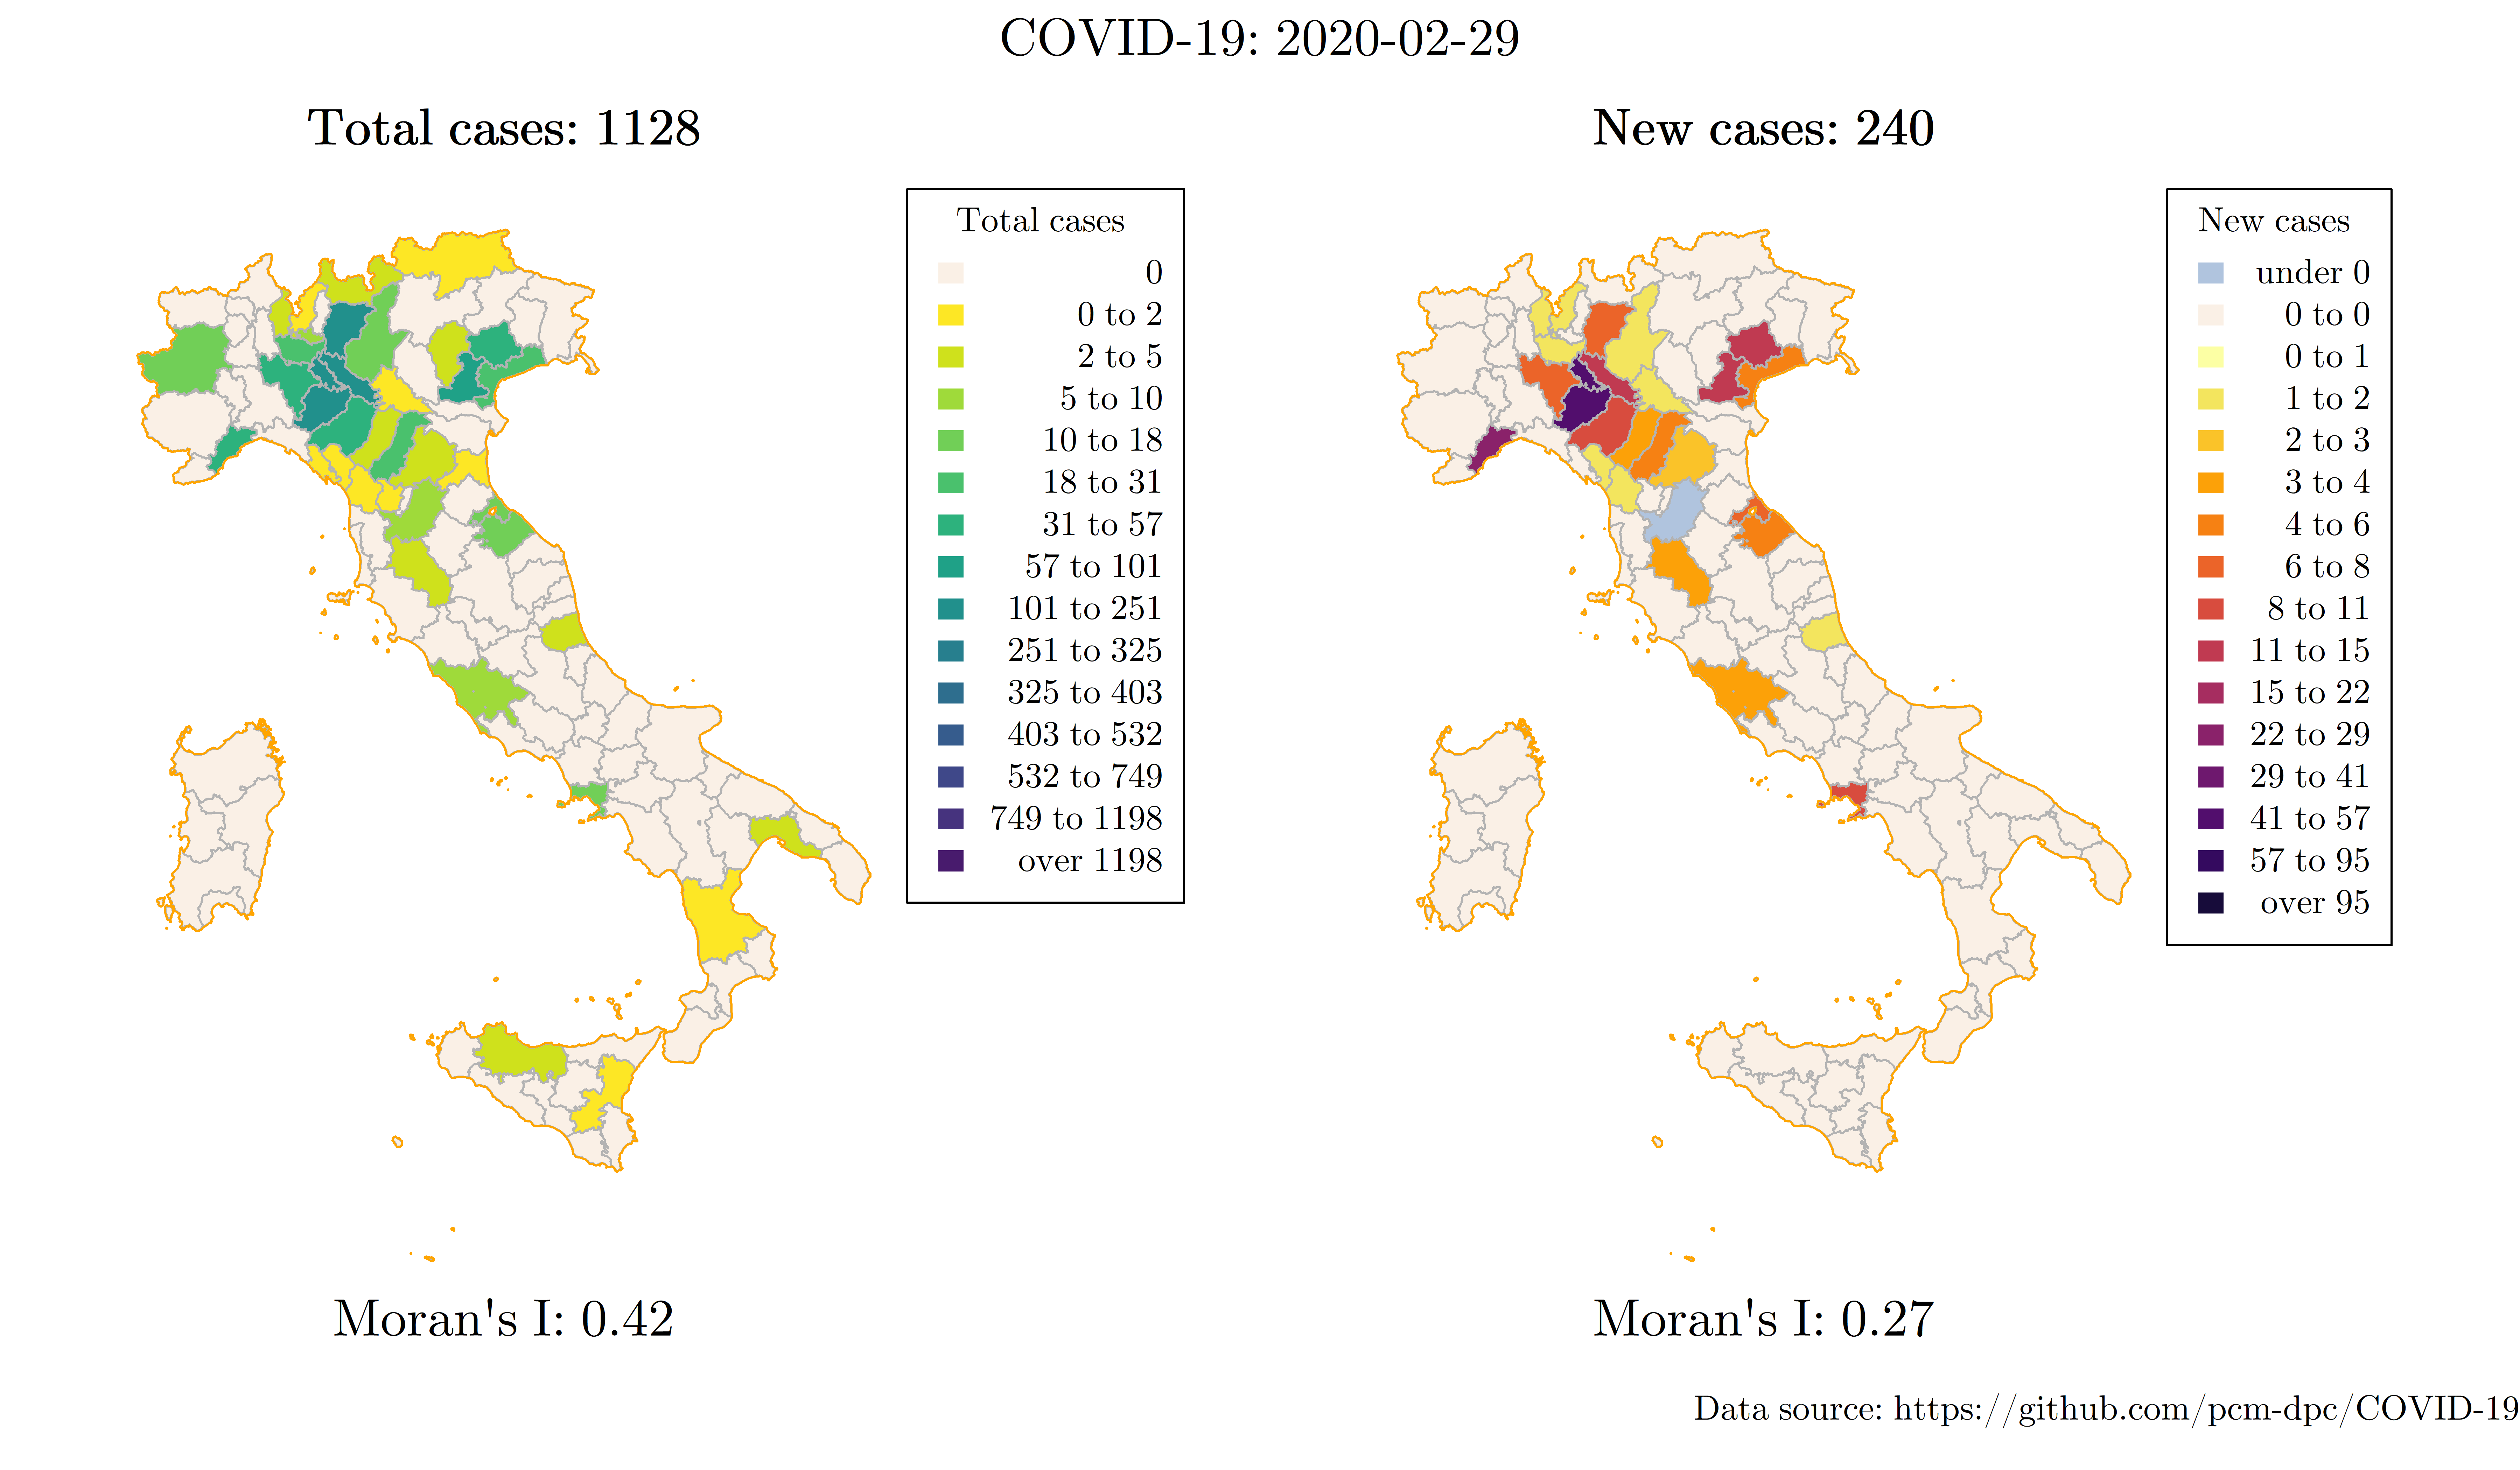 COVID-19: 2020-02-29
Total cases: 1128
Total cases
0
0 to 2
2 to 5
5 to 10
10 to 18
18 to 31
31 to 57
57 to 101
101 to 251
251 to 325
325 to 403
403 to 532
532 to 749
749 to 1198
over 1198
Moran's I: 0.42
New cases: 240
New cases
under 0
0 to 0
0 to 1
1 to 2
2 to 3
3 to 4
4 to 6
6 to 8
8 to 11
11 to 15
15 to 22
22 to 29
29 to 41
41 to 57
57 to 95
over 95
Moran's I: 0.27
Data source: https://github.com/pcm-dpc/COVID-19